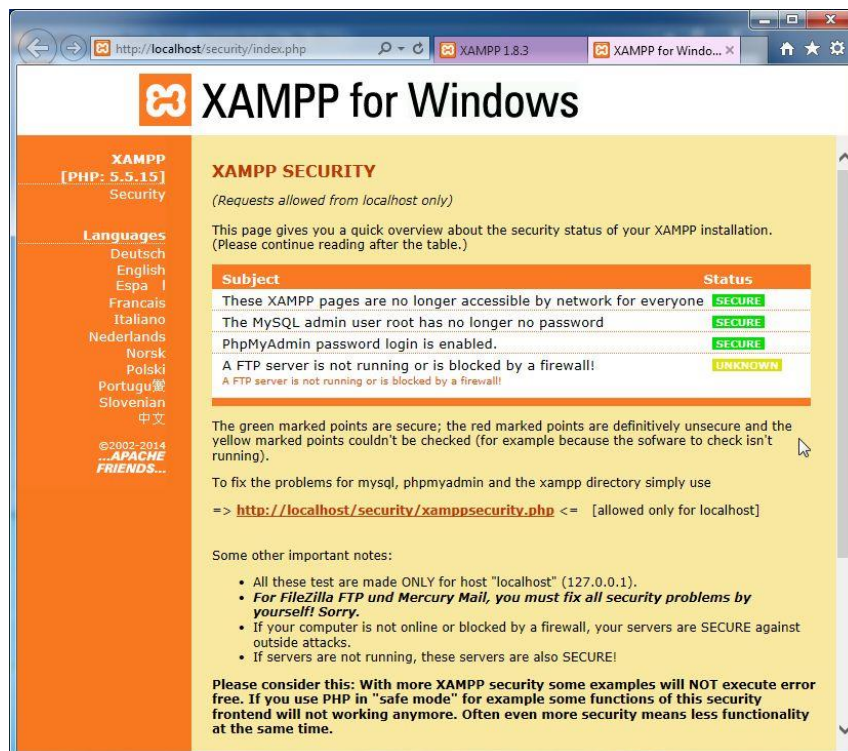 http://localhost/security/index.php
XAMPP 1.8.3
XAMPP for Windo...
XAMPP for Windows
XAMPP
[PHP: 5.5.15]
Security
Languages
Deutsch
English
Espa l
Francais
Italiano
Nederlands
Norsk
Polski
Slovenian
中文
©2002-2014
...APACHE
FRIENDS...
XAMPP SECURITY
(Requests allowed from localhost only)
This page gives you a quick overview about the security status of your XAMPP installation.
(Please continue reading after the table.)
Subject Status
These XAMPP pages are no longer accessible by network for everyone SECURE
The MySQL admin user root has no longer no password SECURE
PhpMyAdmin password login is enabled. SECURE
A FTP server is not running or is blocked by a firewall! UNKNOWN
A FTP server is not running or is blocked by a firewall!
The green marked points are secure; the red marked points are definitively unsecure and the
yellow marked points couldn't be checked (for example because the sofware to check isn't
running).
To fix the problems for mysql, phpmyadmin and the xampp directory simply use
=> http://localhost/security/xamppsecurity.php <= [allowed only for localhost]
Some other important notes:
• All these test are made ONLY for host "localhost" (127.0.0.1).
• For FileZilla FTP und Mercury Mail, you must fix all security problems by
yourself! Sorry.
• If your computer is not online or blocked by a firewall, your servers are SECURE against
outside attacks.
• If servers are not running, these servers are also SECURE!
Please consider this: With more XAMPP security some examples will NOT execute error
free. If you use PHP in "safe mode" for example some functions of this security
frontend will not working anymore. Often even more security means less functionality
at the same time.